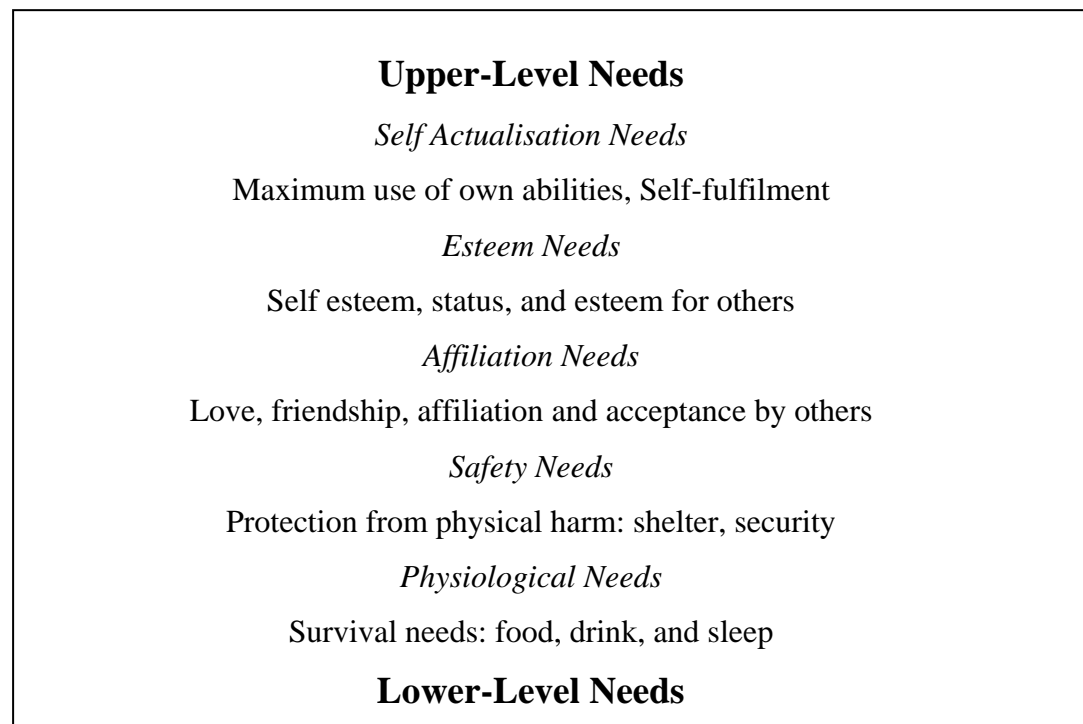 Upper-Level Needs
Self Actualisation Needs
Maximum use of own abilities, Self-fulfilment
Esteem Needs
Self esteem, status, and esteem for others
Affiliation Needs
Love, friendship, affiliation and acceptance by others
Safety Needs
Protection from physical harm: shelter, security
Physiological Needs
Survival needs: food, drink, and sleep
Lower-Level Needs